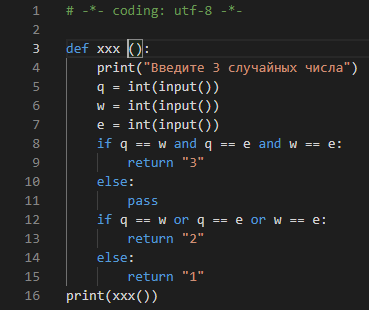 1 # -*- coding: utf-8 -*-
2
3 def xxx ():
4     print("Введите 3 случайных числа")
5     q = int(input())
6     w = int(input())
7     e = int(input())
8     if q == w and q == e and w == e:
9         return "3"
10     else:
11         pass
12     if q == w or q == e or w == e:
13         return "2"
14     else:
15         return "1"
16 print(xxx())